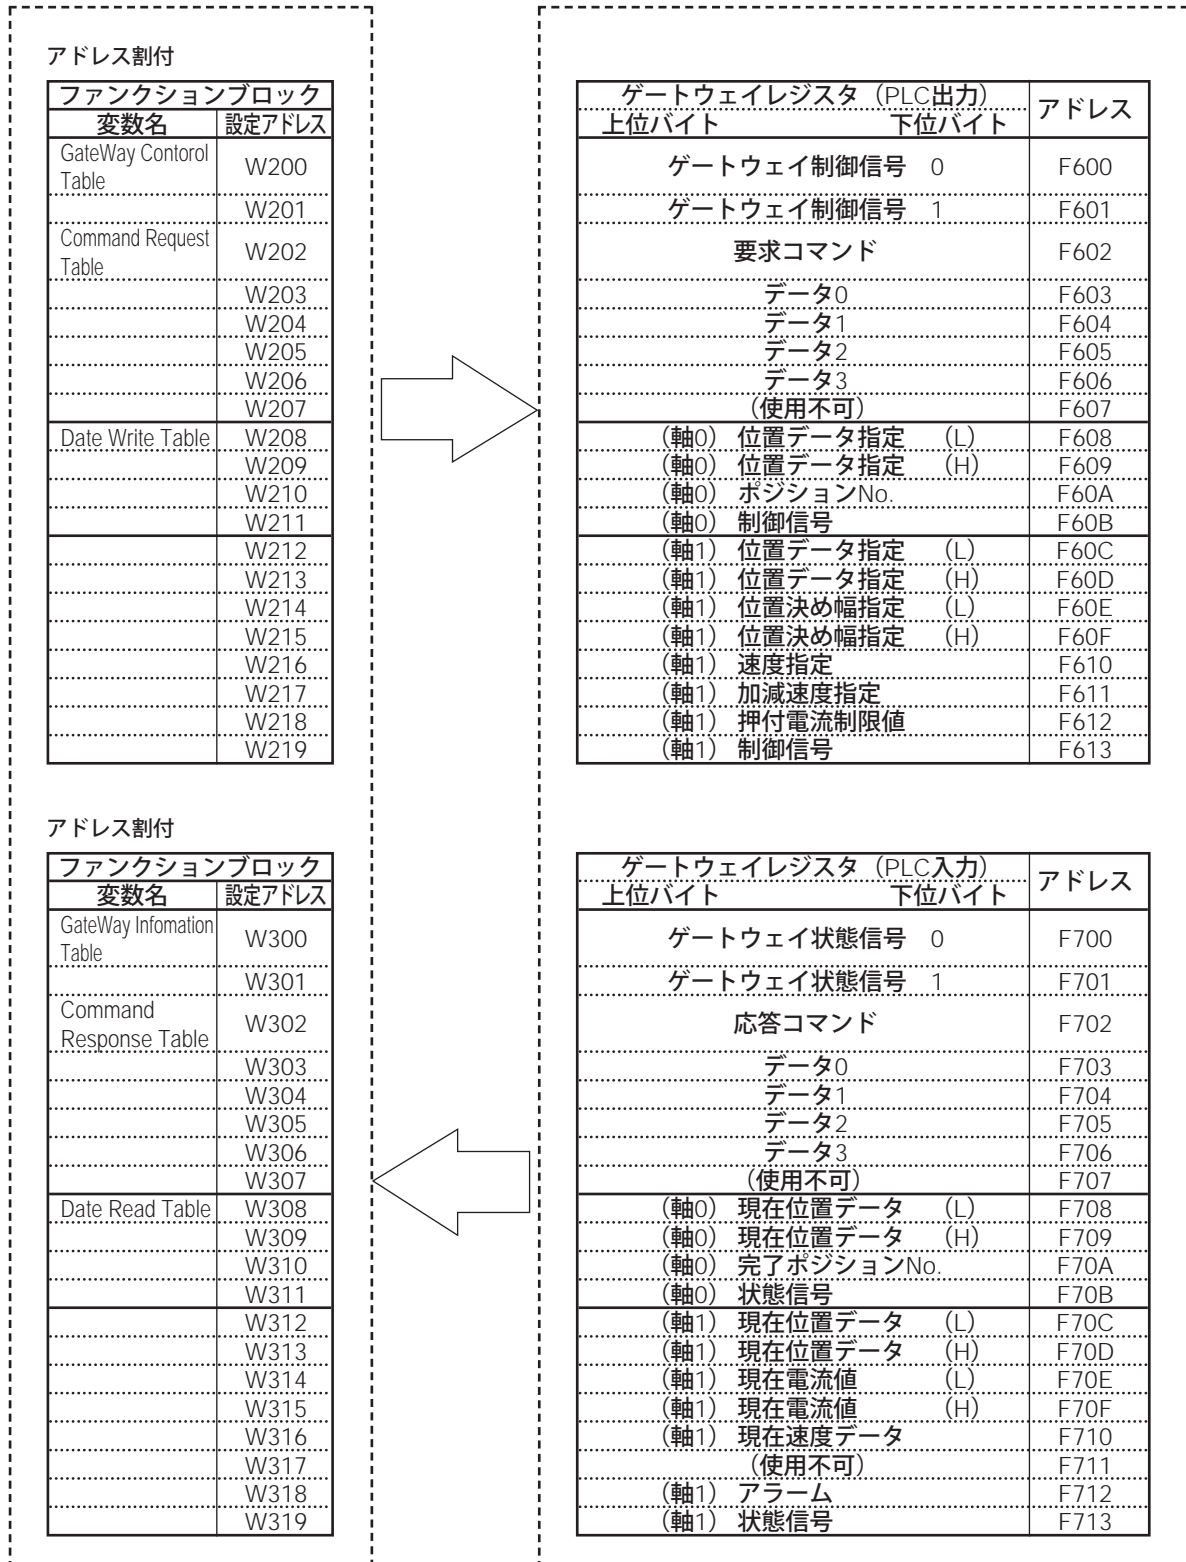 アドレス割付
ファンクションブロック
変数名 設定アドレス
GateWay Contorol
Table
W200
W201
Command Request
Table
W202
W203
W204
W205
W206
W207
Date Write Table W208
W209
W210
W211
W212
W213
W214
W215
W216
W217
W218
W219
ゲートウェイレジスタ（PLC出力）
アドレス
上位バイト 下位バイト
ゲートウェイ制御信号 0 F600
ゲートウェイ制御信号 1 F601
要求コマンド F602
データ0 F603
データ1 F604
データ2 F605
データ3 F606
（使用不可） F607
（軸0） 位置データ指定 （L） F608
（軸0） 位置データ指定 （H） F609
（軸0） ポジションNo. F60A
（軸0） 制御信号 F60B
（軸1） 位置データ指定 （L） F60C
（軸1） 位置データ指定 （H） F60D
（軸1） 位置決め幅指定 （L） F60E
（軸1） 位置決め幅指定 （H） F60F
（軸1） 速度指定 F610
（軸1） 加減速度指定 F611
（軸1） 押付電流制限値 F612
（軸1） 制御信号 F613
アドレス割付
ファンクションブロック
変数名 設定アドレス
GateWay Infomation
Table
W300
W301
Command
Response Table
W302
W303
W304
W305
W306
W307
Date Read Table W308
W309
W310
W311
W312
W313
W314
W315
W316
W317
W318
W319
ゲートウェイレジスタ（PLC入力）
アドレス
上位バイト 下位バイト
ゲートウェイ状態信号 0 F700
ゲートウェイ状態信号 1 F701
応答コマンド F702
データ0 F703
データ1 F704
データ2 F705
データ3 F706
（使用不可） F707
（軸0） 現在位置データ （L） F708
（軸0） 現在位置データ （H） F709
（軸0） 完了ポジションNo. F70A
（軸0） 状態信号 F70B
（軸1） 現在位置データ （L） F70C
（軸1） 現在位置データ （H） F70D
（軸1） 現在電流値 （L） F70E
（軸1） 現在電流値 （H） F70F
（軸1） 現在速度データ F710
（使用不可） F711
（軸1） アラーム F712
（軸1） 状態信号 F713